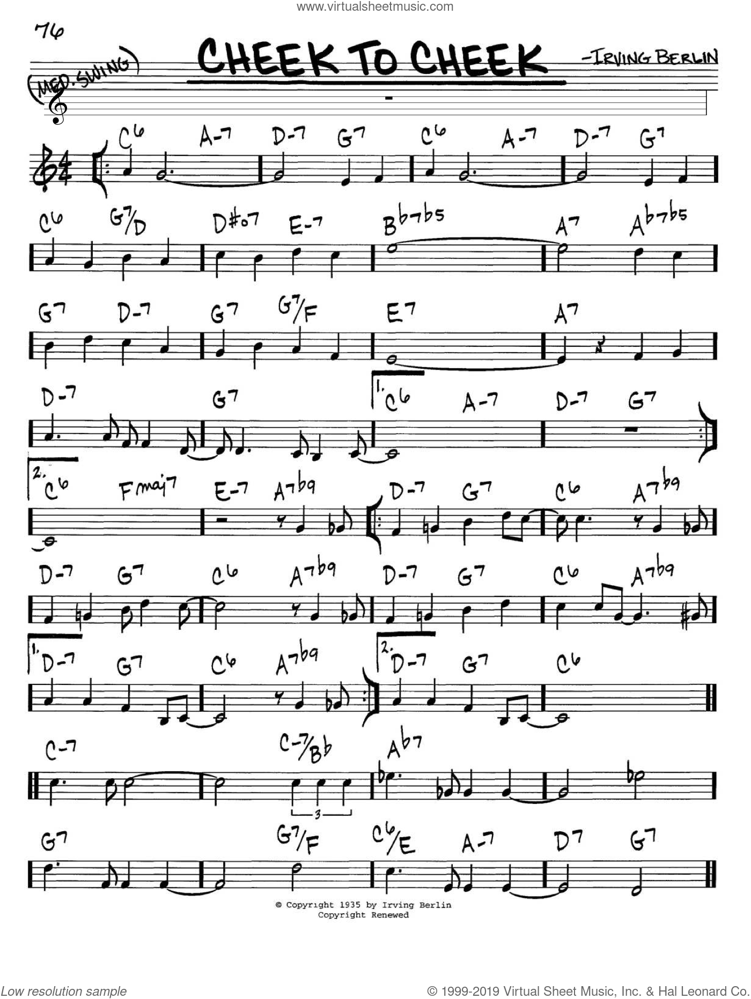 www.virtualsheetmusic.com
76
(MED. SWING)
CHEEK TO CHEEK
-IRVING BERLIN
C6 A-7 D-7 G7 C6 A-7 D-7 G7
4/4
C6 G7/D D#o7 E-7 Bb7b5 A7 Ab7b5
G7 D-7 G7 G7/F E7 A7
D-7 G7 1. C6 A-7 D-7 G7
2. C6 Fmaj7 E-7 A7b9 D-7 G7 C6 A7b9
D-7 G7 C6 A7b9 D-7 G7 C6 A7b9
1. D-7 G7 C6 A7b9 2. D-7 G7 C6
C-7 C-7/Bb Ab7
3
G7 G7/F C6/E A-7 D7 G7
© Copyright 1935 by Irving Berlin
Copyright Renewed
Low resolution sample
© 1999-2019 Virtual Sheet Music, Inc. & Hal Leonard Co.